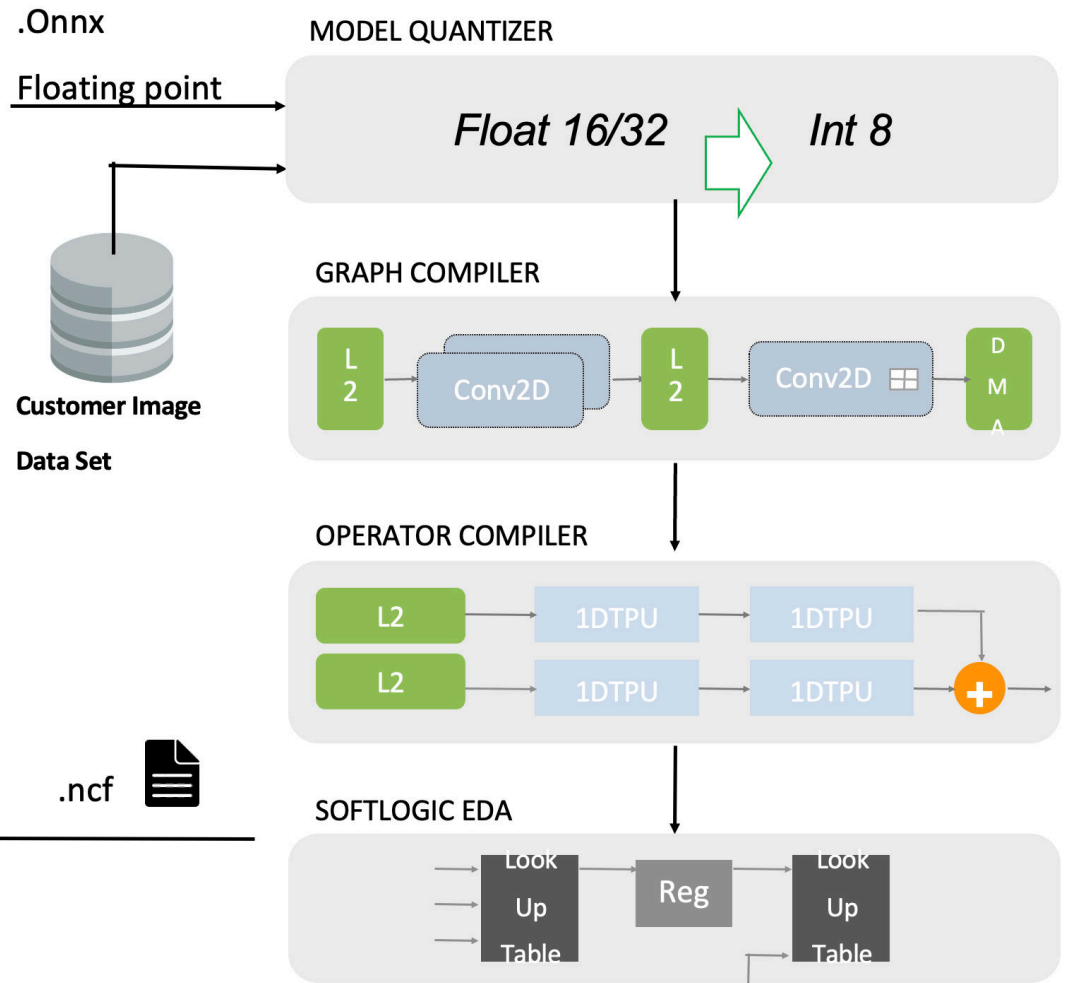 .Onnx
MODEL QUANTIZER
Floating point
Float 16/32
Int 8
Customer Image
Data Set
GRAPH COMPILER
L
2
Conv2D
L
2
Conv2D
D
M
A
OPERATOR COMPILER
L2
1DTPU
1DTPU
L2
1DTPU
1DTPU
+
.ncf
SOFTLOGIC EDA
Look
Up
Table
Reg
Look
Up
Table